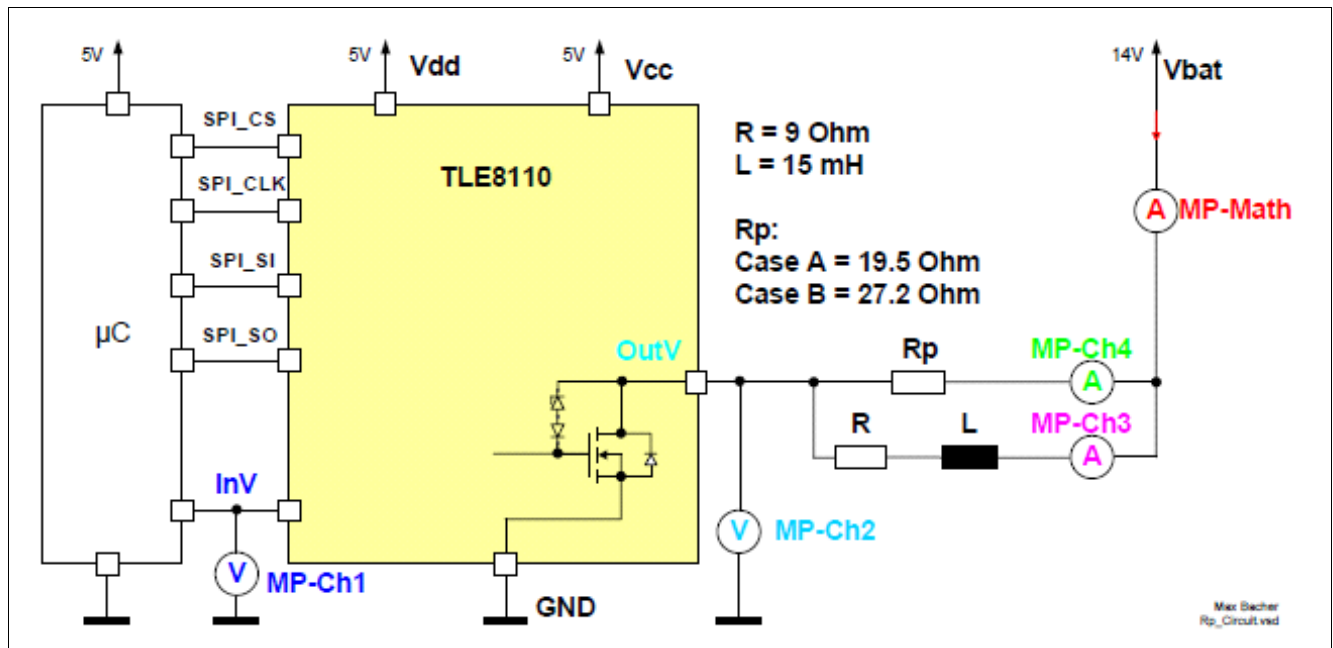 5V
5V Vdd
5V Vcc
14V Vbat
SPI_CS
SPI_CLK
SPI_SI
SPI_SO
µC
TLE8110
R = 9 Ohm
L = 15 mH
Rp:
Case A = 19.5 Ohm
Case B = 27.2 Ohm
A MP-Math
OutV
Rp
MP-Ch4
A
R
L
MP-Ch3
A
InV
V MP-Ch1
V MP-Ch2
GND
Max Bacher
Rp_Circuit.vsd